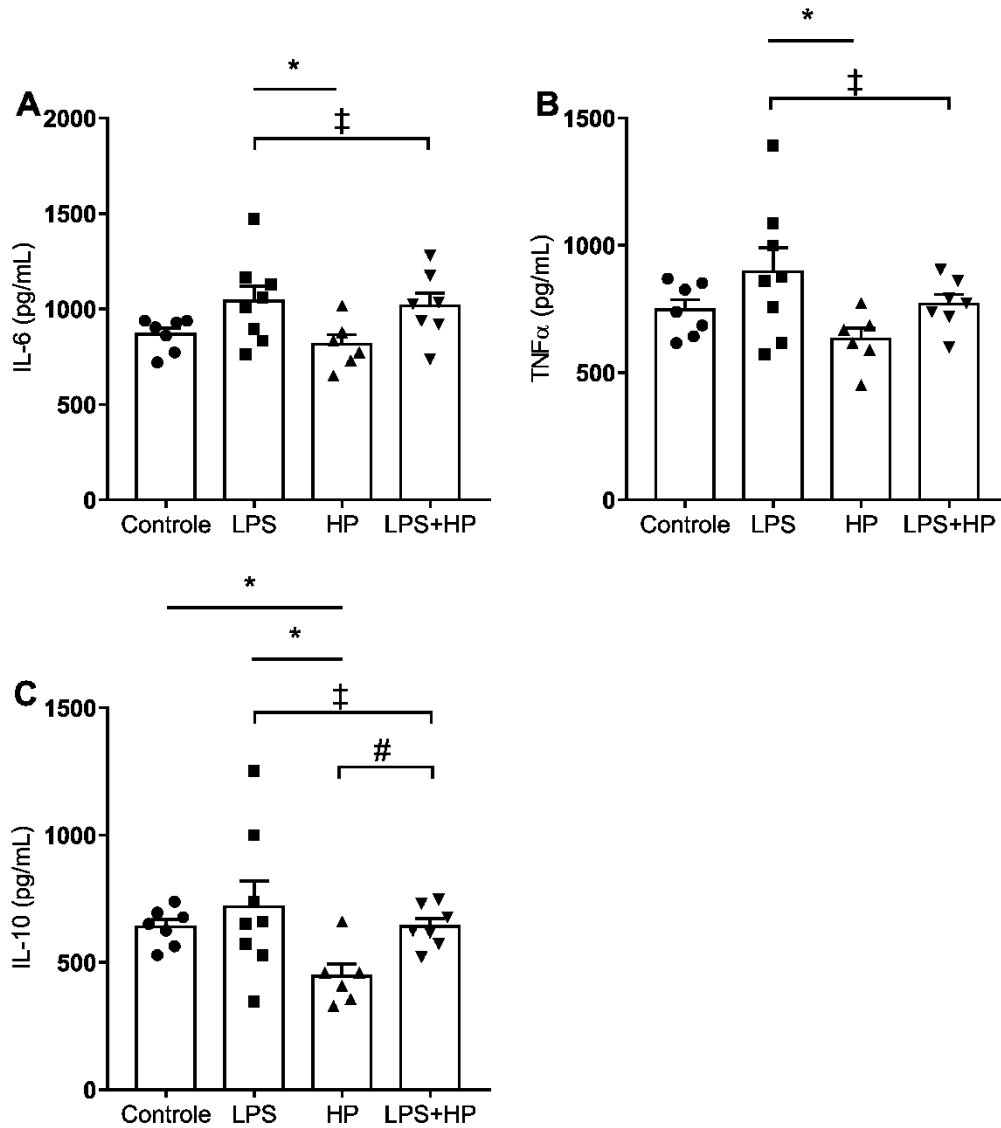 A
*
‡
2000
1500
1000
500
0
IL-6 (pg/mL)
Controle LPS HP LPS+HP
B
*
‡
1500
1000
500
0
TNFα (pg/mL)
Controle LPS HP LPS+HP
C
*
*
‡
#
1500
1000
500
0
IL-10 (pg/mL)
Controle LPS HP LPS+HP